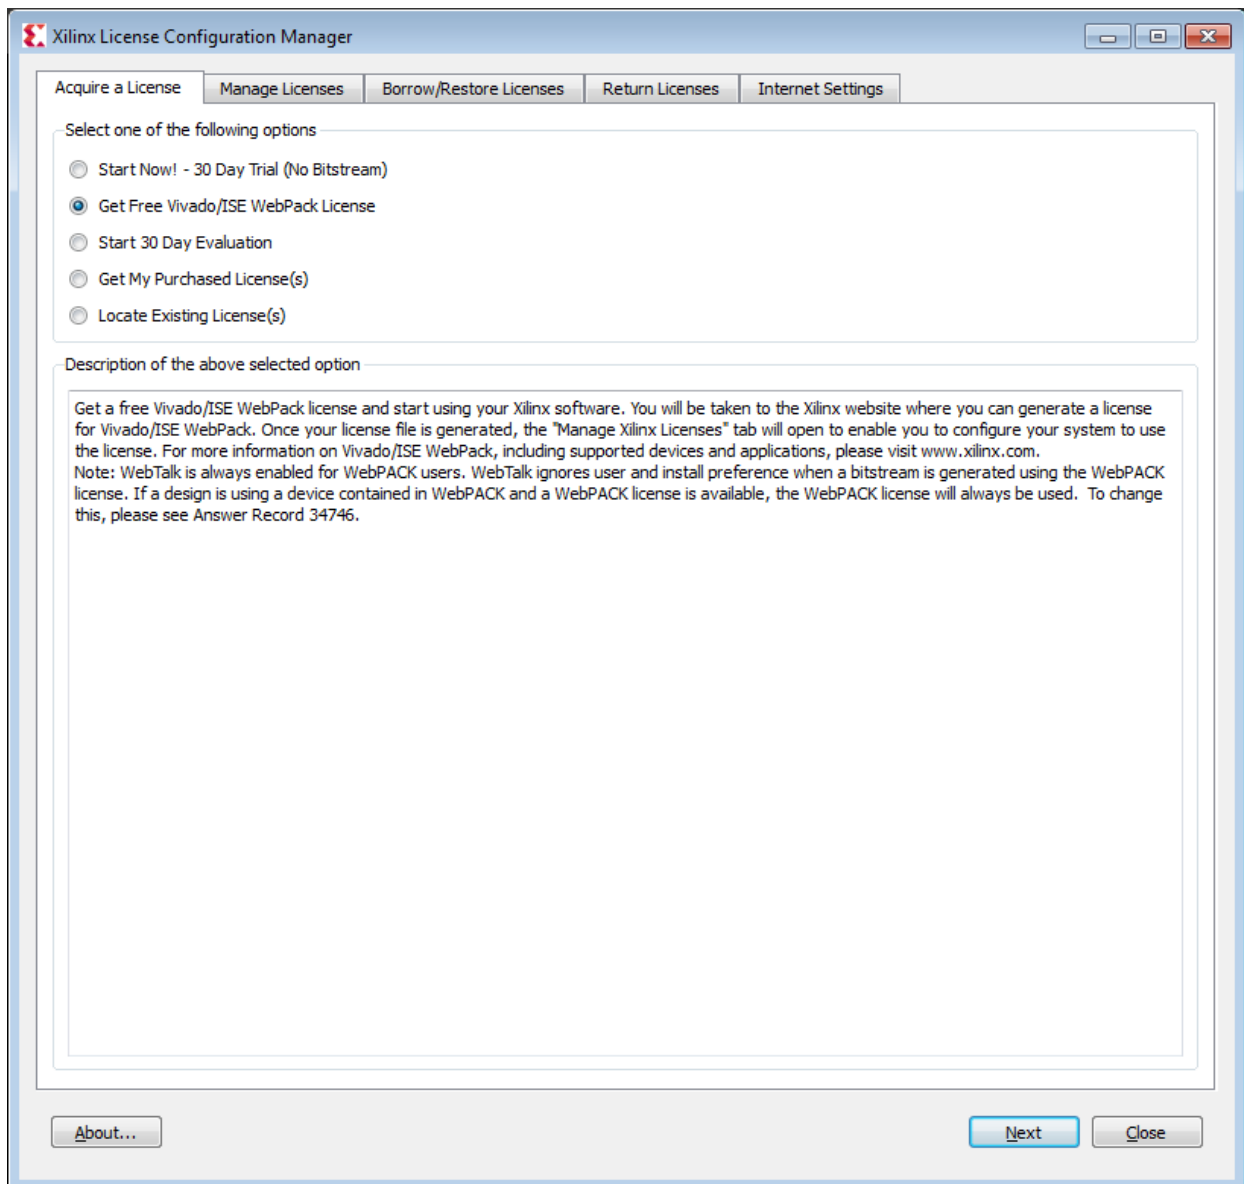 Xilinx License Configuration Manager
Acquire a License
Manage Licenses
Borrow/Restore Licenses
Return Licenses
Internet Settings
Select one of the following options
Start Now! - 30 Day Trial (No Bitstream)
Get Free Vivado/ISE WebPack License
Start 30 Day Evaluation
Get My Purchased License(s)
Locate Existing License(s)
Description of the above selected option
Get a free Vivado/ISE WebPack license and start using your Xilinx software. You will be taken to the Xilinx website where you can generate a license
for Vivado/ISE WebPack. Once your license file is generated, the "Manage Xilinx Licenses" tab will open to enable you to configure your system to use
the license. For more information on Vivado/ISE WebPack, including supported devices and applications, please visit www.xilinx.com.
Note: WebTalk is always enabled for WebPACK users. WebTalk ignores user and install preference when a bitstream is generated using the WebPACK
license. If a design is using a device contained in WebPACK and a WebPACK license is available, the WebPACK license will always be used.  To change
this, please see Answer Record 34746.
About...
Next
Close